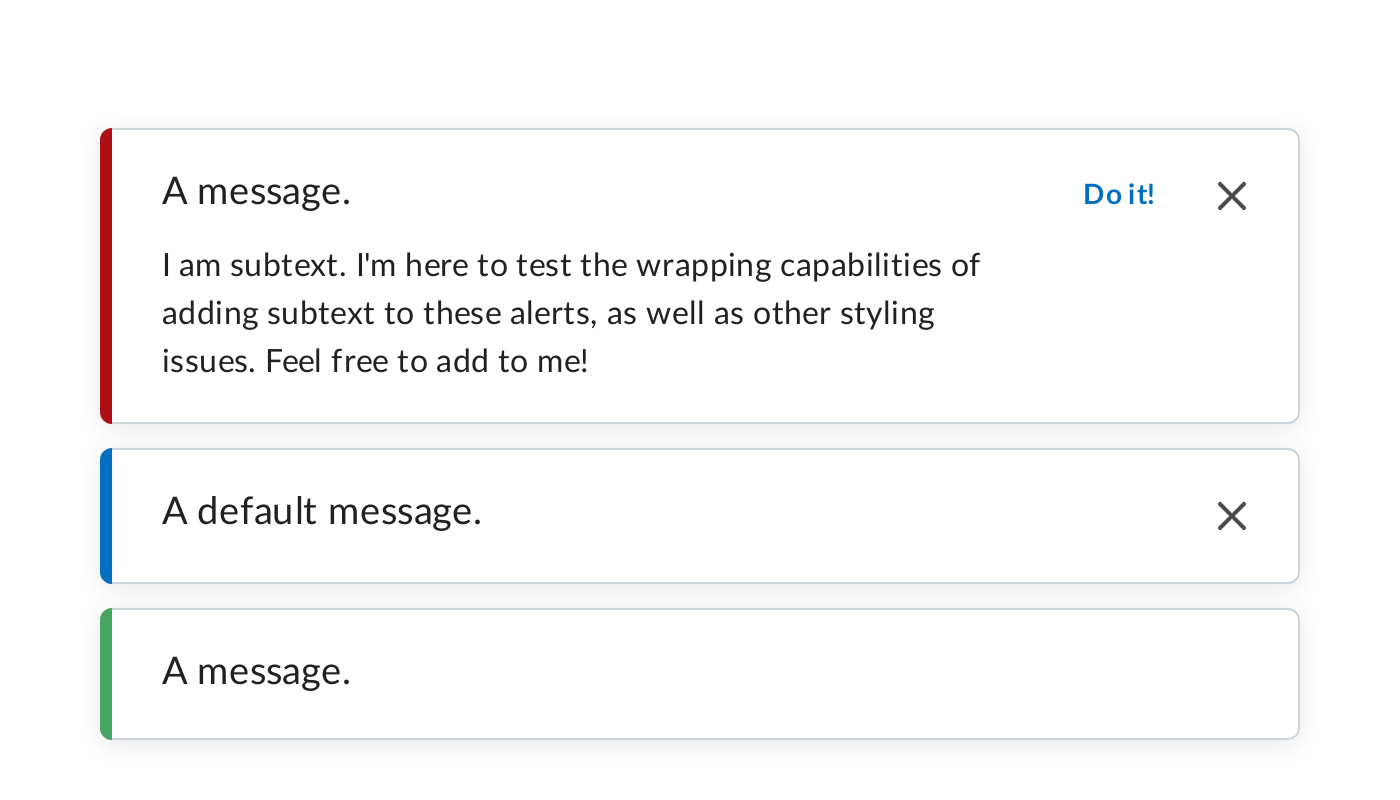 A message.
Do it!
I am subtext. I'm here to test the wrapping capabilities of
adding subtext to these alerts, as well as other styling
issues. Feel free to add to me!
A default message.
A message.